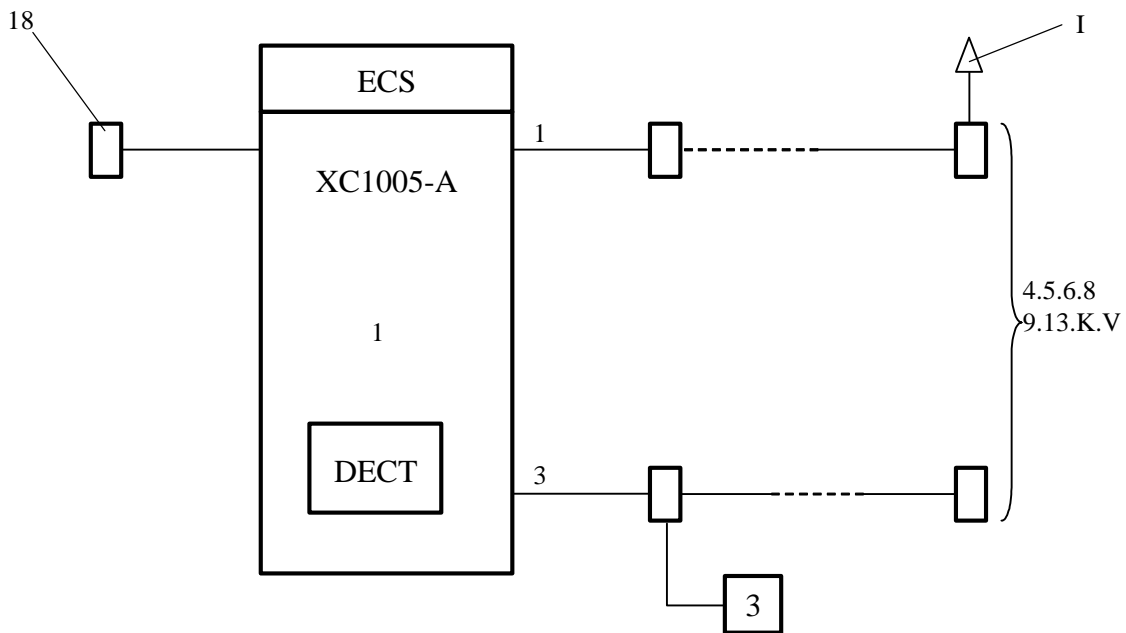 18
I
ECS
1
XC1005-A
4.5.6.8
9.13.K.V
1
DECT
3
3